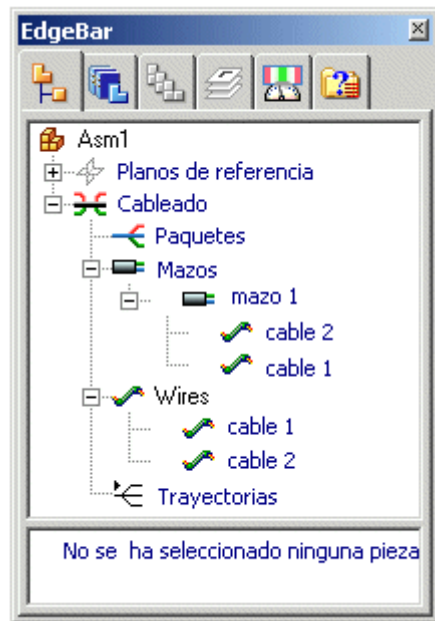 EdgeBar
Asm1
Planos de referencia
Cableado
Paquetes
Mazos
mazo 1
cable 2
cable 1
Wires
cable 1
cable 2
Trayectorias
No se ha seleccionado ninguna pieza